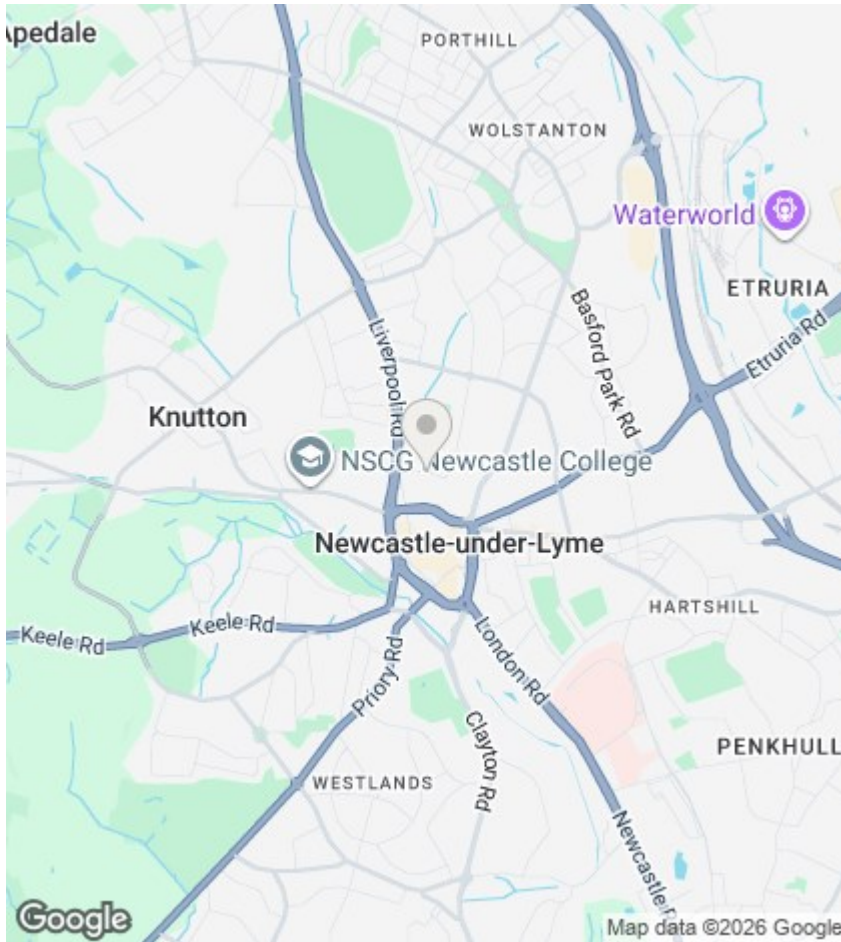 Apedale
PORTHILL
WOLSTANTON
Waterworld
ETRURIA
Basford Park Rd
Etruria Rd
Liverpool Rd
Knutton
NSCG Newcastle College
Newcastle-under-Lyme
HARTSHILL
Keele Rd
Keele Rd
Priory Rd
London Rd
Clayton Rd
PENKHULL
WESTLANDS
Newcastle R
Google
Map data ©2026 Google